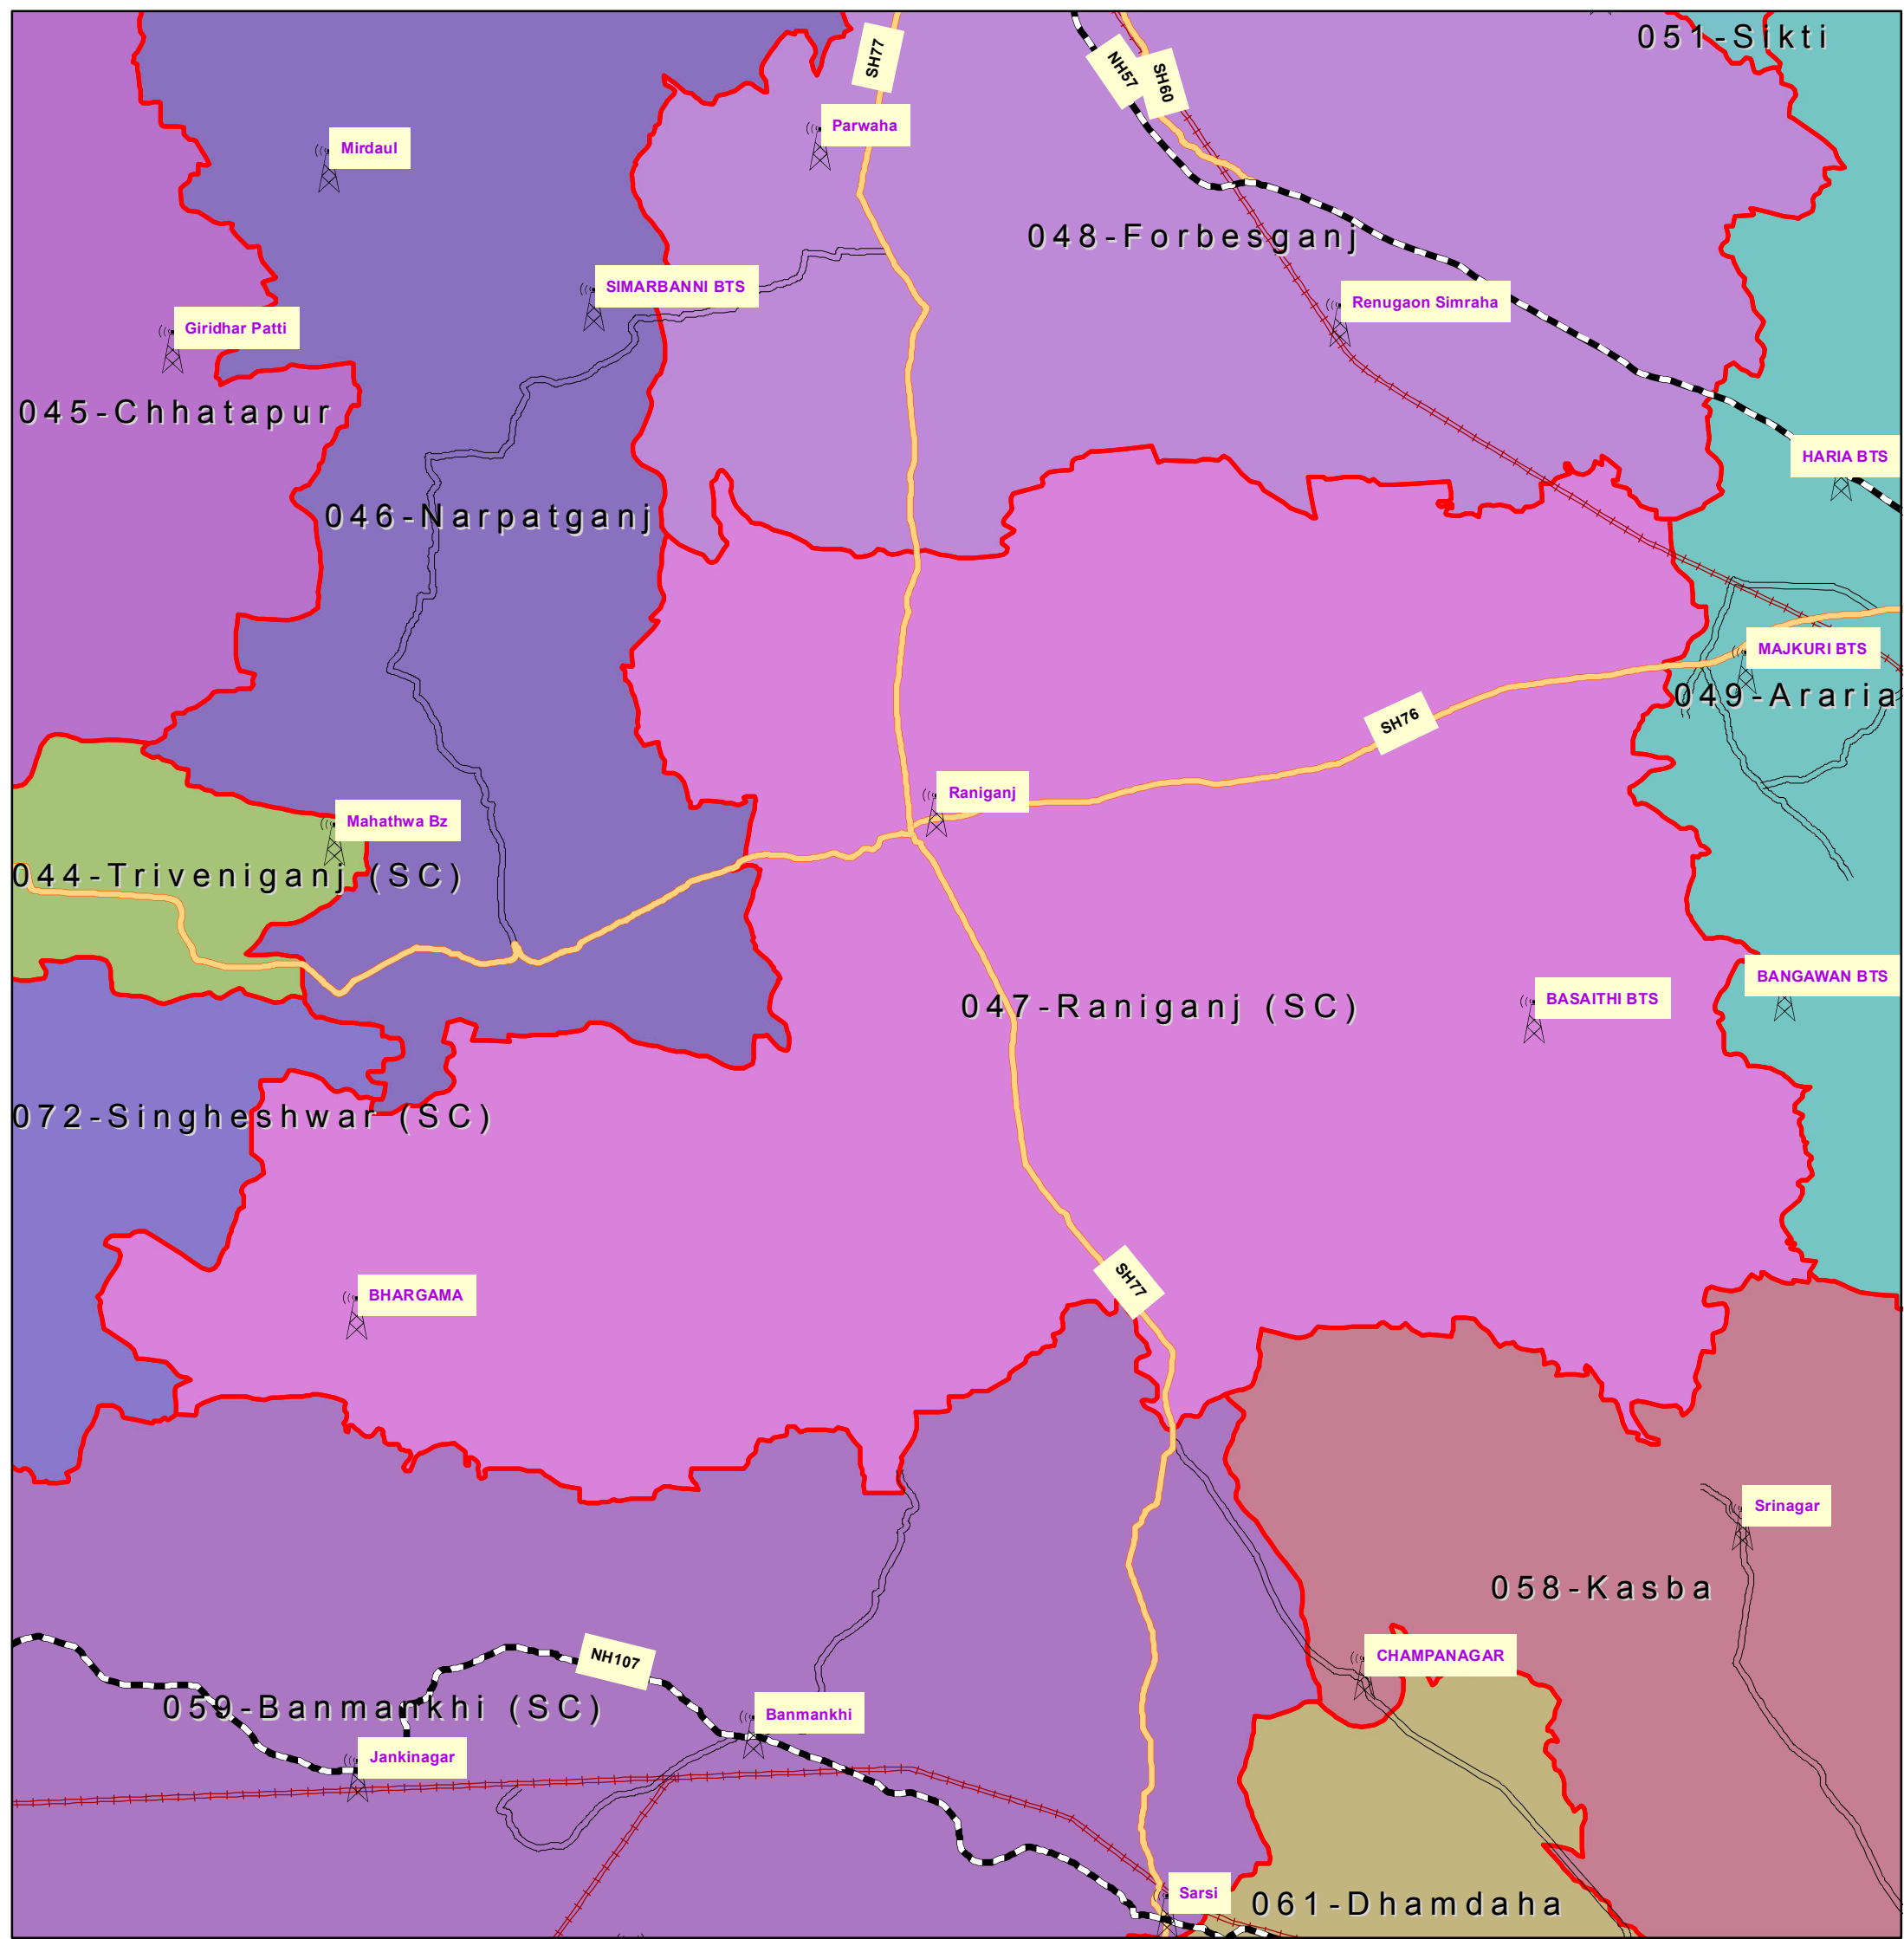 051-Sikti
SH77
NH57
SH60
Parwaha
Mirdaul
048-Forbesganj
SIMARBANNI BTS
Renugaon Simraha
Giridhar Patti
045-Chhatapur
HARIA BTS
046-Narpatganj
MAJKURI BTS
049-Araria
SH76
Raniganj
Mahathwa Bz
044-Triveniganj (SC)
BANGAWAN BTS
BASAITHI BTS
047-Raniganj (SC)
072-Singheshwar (SC)
SH77
BHARGAMA
Srinagar
058-Kasba
CHAMPANAGAR
NH107
059-Banmankhi (SC)
Banmankhi
Jankinagar
Sarsi
061-Dhamdaha